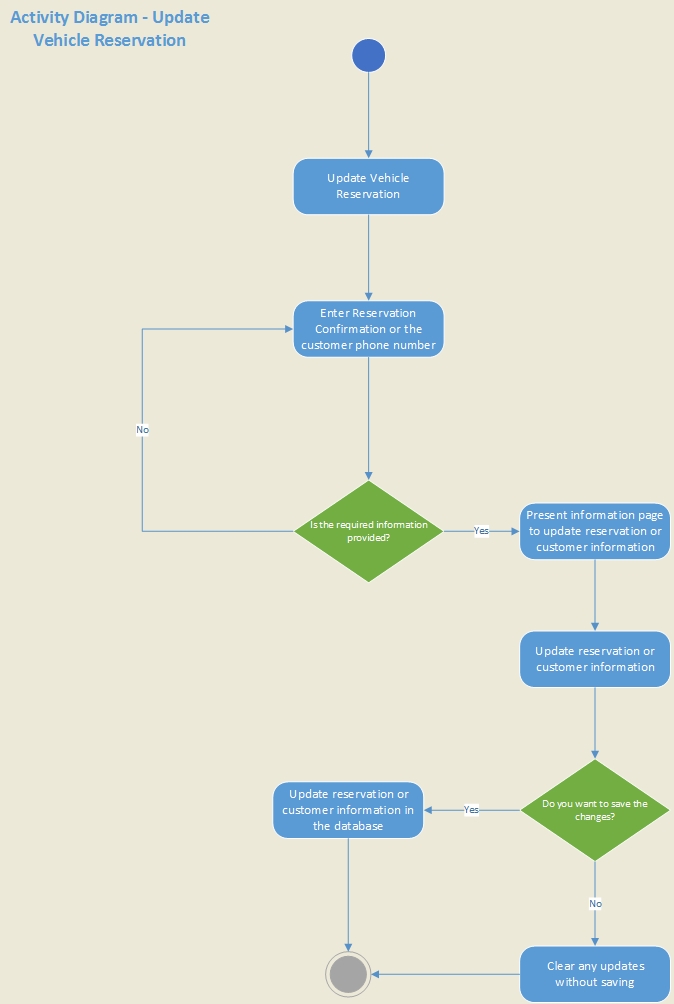 Activity Diagram - Update
Vehicle Reservation
Update Vehicle
Reservation
Enter Reservation
Confirmation or the
customer phone number
No
Is the required information
provided?
Yes
Present information page
to update reservation or
customer information
Update reservation or
customer information
Do you want to save the
changes?
Yes
Update reservation or
customer information in
the database
No
Clear any updates
without saving